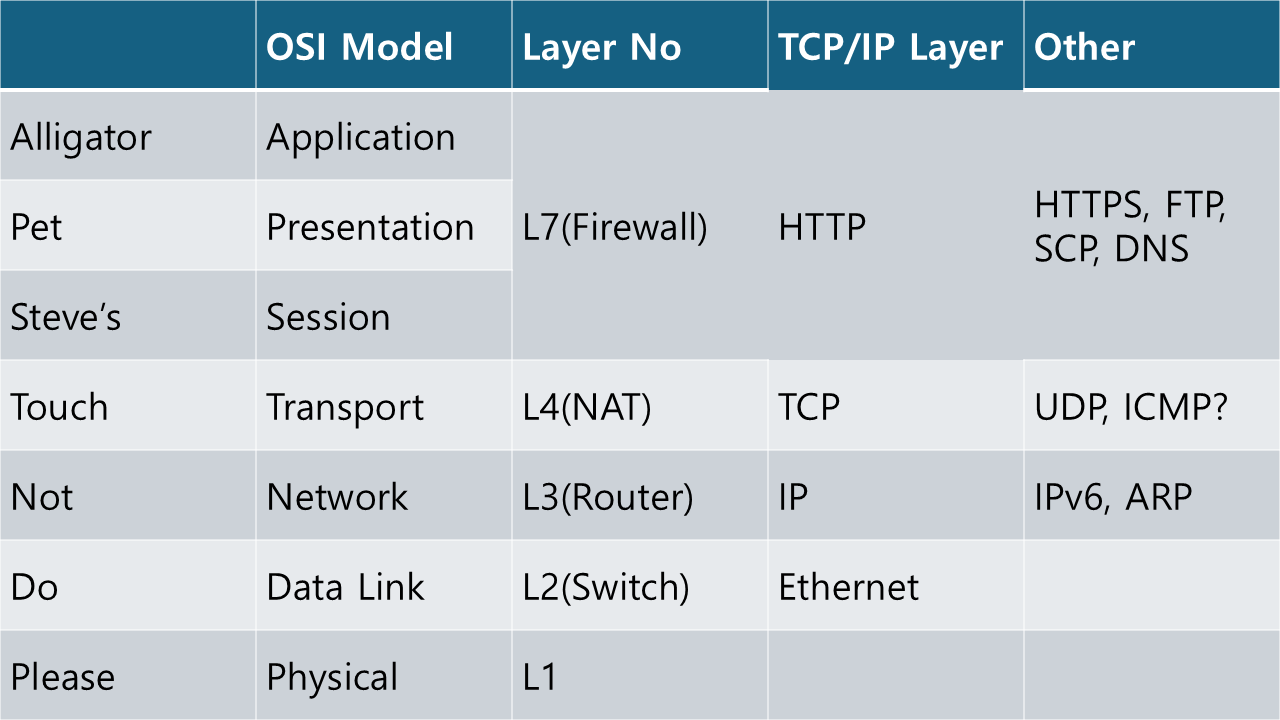 OSI Model Layer No TCP/IP Layer Other
Alligator Application
Pet Presentation L7(Firewall) HTTP HTTPS, FTP,
SCP, DNS
Steve’s Session
Touch Transport L4(NAT) TCP UDP, ICMP?
Not Network L3(Router) IP IPv6, ARP
Do Data Link L2(Switch) Ethernet
Please Physical L1